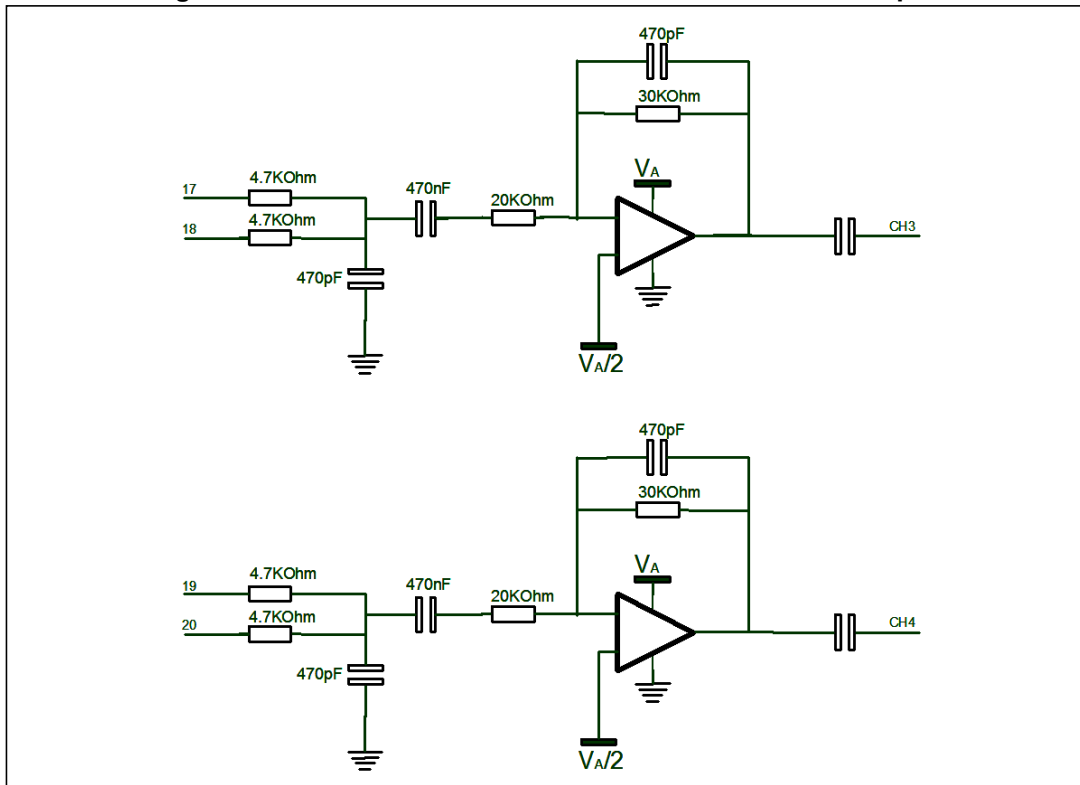 470pF
30KOhm
VA
4.7KOhm
17
470nF
20KOhm
4.7KOhm
18
CH3
470pF
VA/2
470pF
30KOhm
VA
4.7KOhm
19
470nF
20KOhm
4.7KOhm
20
CH4
470pF
VA/2